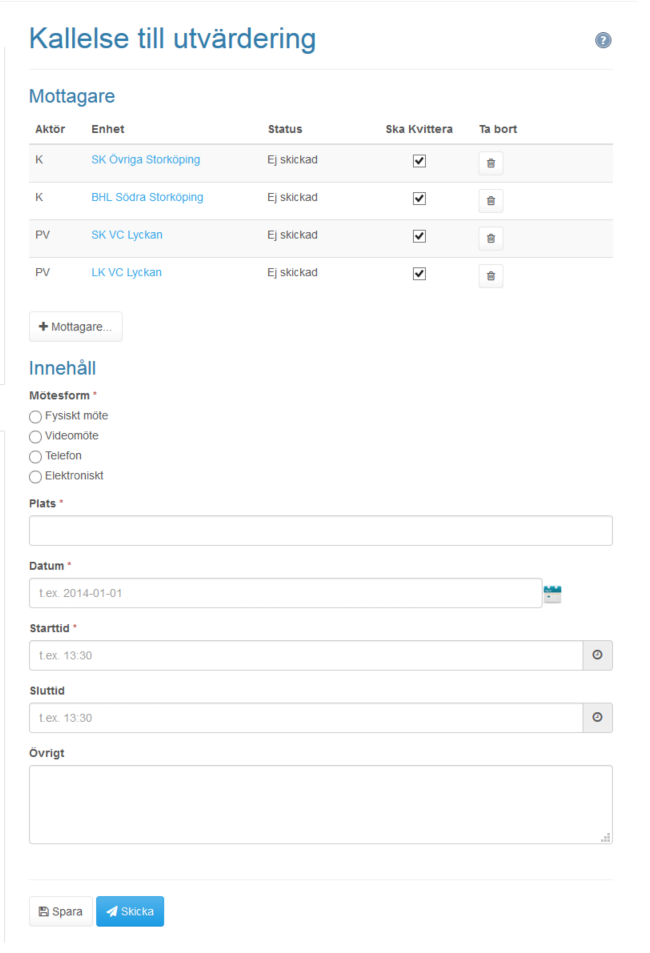 Kallelse till utvärdering
?
Mottagare
Aktör Enhet Status Ska Kvittera Ta bort
K SK Övriga Storköping Ej skickad
K BHL Södra Storköping Ej skickad
PV SK VC Lyckan Ej skickad
PV LK VC Lyckan Ej skickad
+ Mottagare...
Innehåll
Mötesform *
Fysiskt möte
Videomöte
Telefon
Elektroniskt
Plats *
Datum *
t.ex. 2014-01-01
Starttid *
t.ex. 13:30
Sluttid
t.ex. 13:30
Övrigt
Spara Skicka